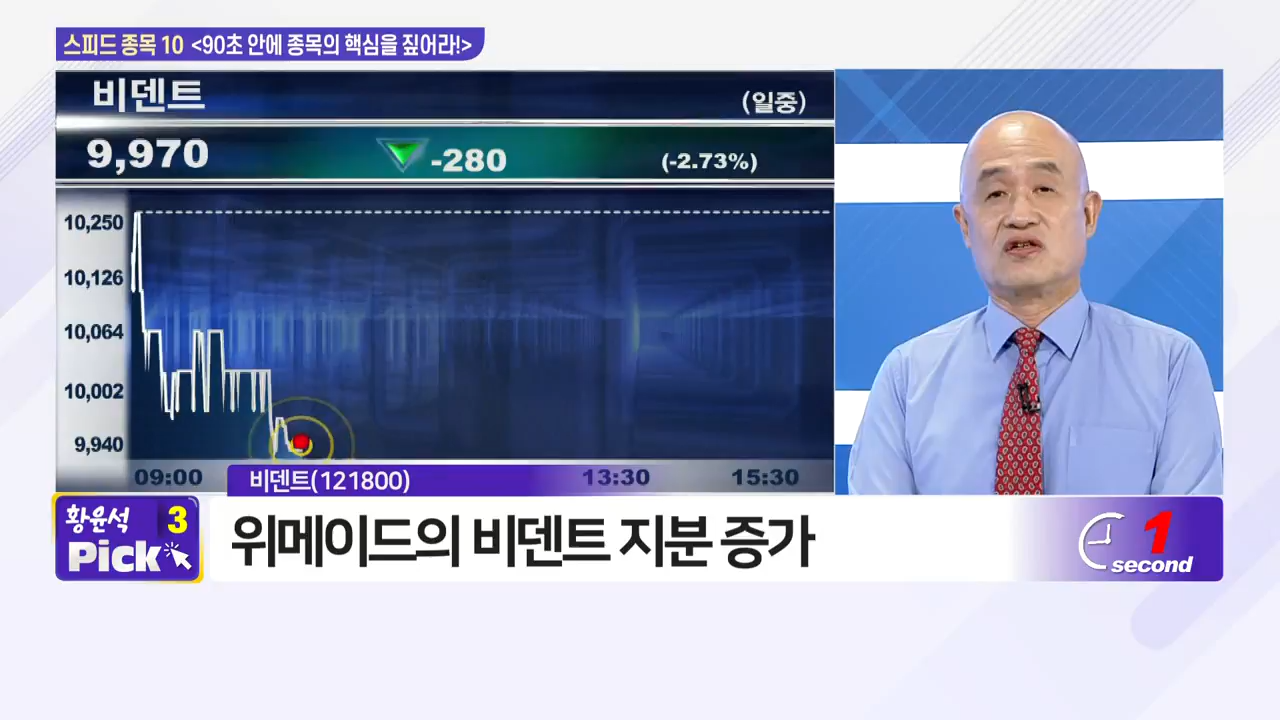 스피드 종목 10 <90초 안에 종목의 핵심을 짚어라!>
비덴트
(일중)
9,970
-280
(-2.73%)
10,250
10,126
10,064
10,002
9,940
09:00
13:30
15:30
비덴트(121800)
황윤석
3
Pick
위메이드의 비덴트 지분 증가
1
second